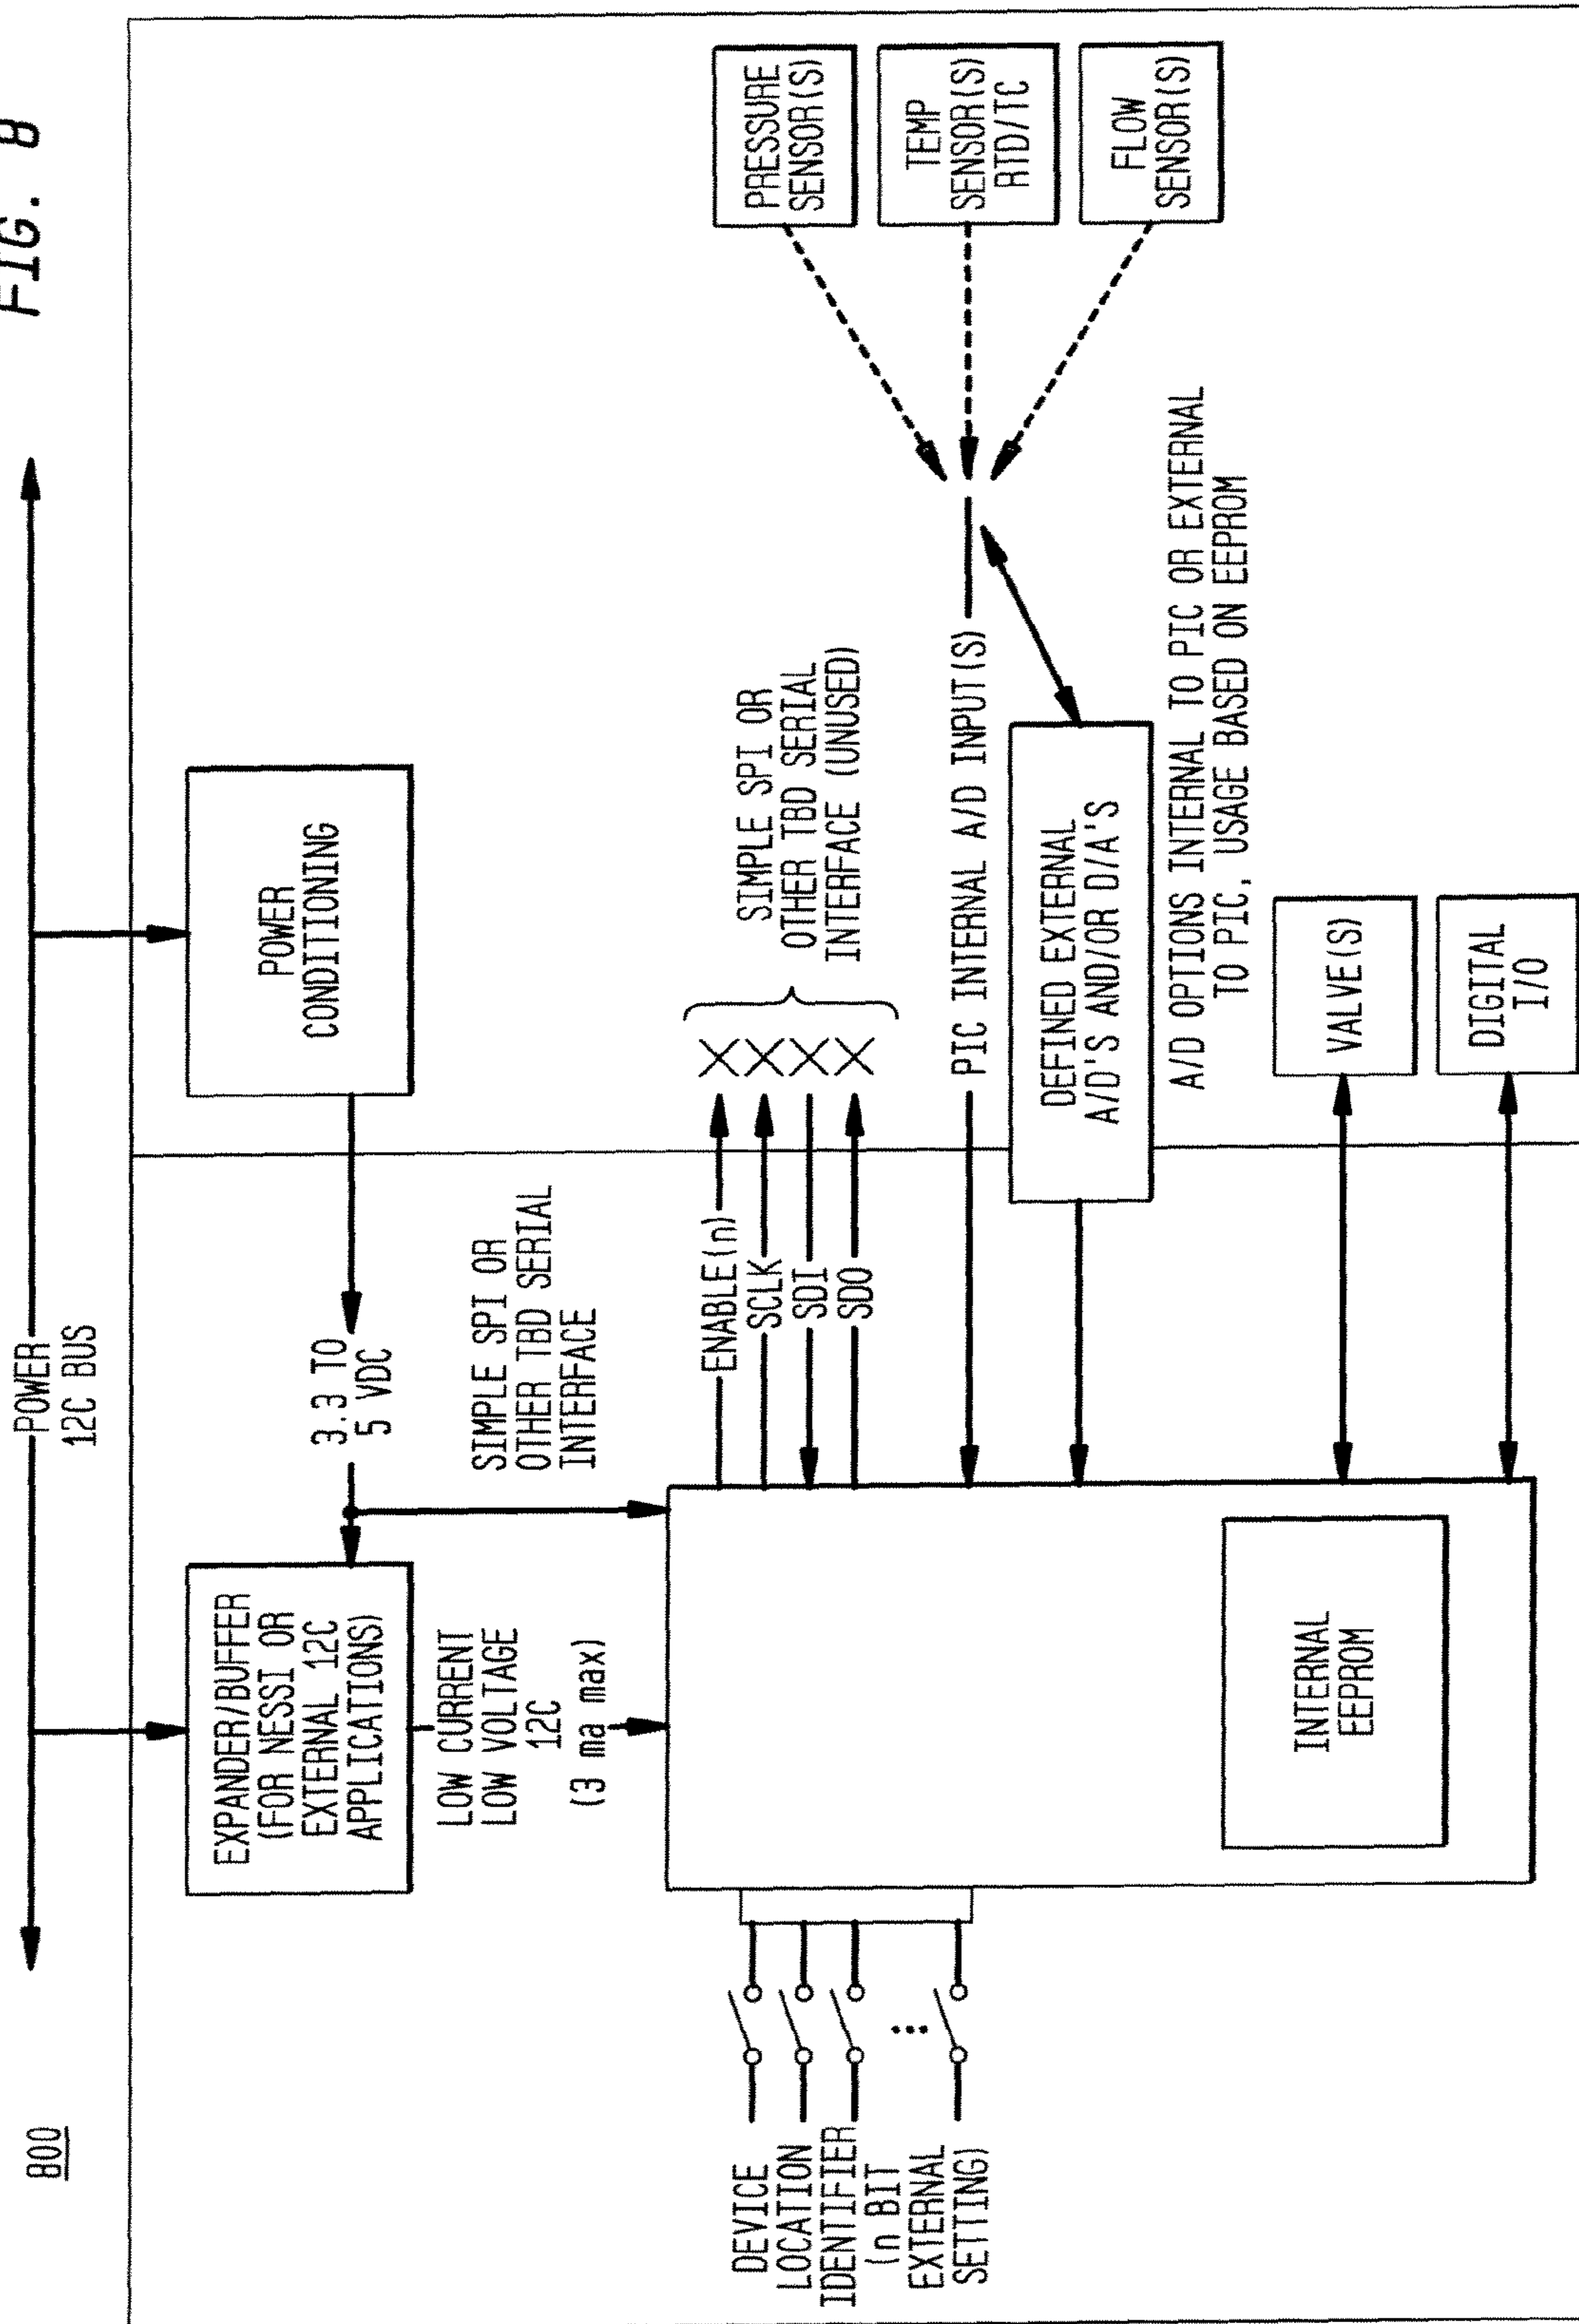 FIG. 8
800
POWER
12C BUS
EXPANDER/BUFFER
(FOR NESSI OR
EXTERNAL 12C
APPLICATIONS)
3.3 TO
5 VDC
POWER
CONDITIONING
LOW CURRENT
LOW VOLTAGE
12C
(3 ma max)
SIMPLE SPI OR
OTHER TBD SERIAL
INTERFACE
DEVICE
LOCATION
IDENTIFIER
(n BIT
EXTERNAL
SETTING)
ENABLE(n)
SCLK
SDI
SDO
SIMPLE SPI OR
OTHER TBD SERIAL
INTERFACE (UNUSED)
PRESSURE
SENSOR(S)
TEMP
SENSOR(S)
RTD/TC
FLOW
SENSOR(S)
PIC INTERNAL A/D INPUT(S)
DEFINED EXTERNAL
A/D'S AND/OR D/A'S
A/D OPTIONS INTERNAL TO PIC OR EXTERNAL
TO PIC, USAGE BASED ON EEPROM
INTERNAL
EEPROM
VALVE(S)
DIGITAL
I/O